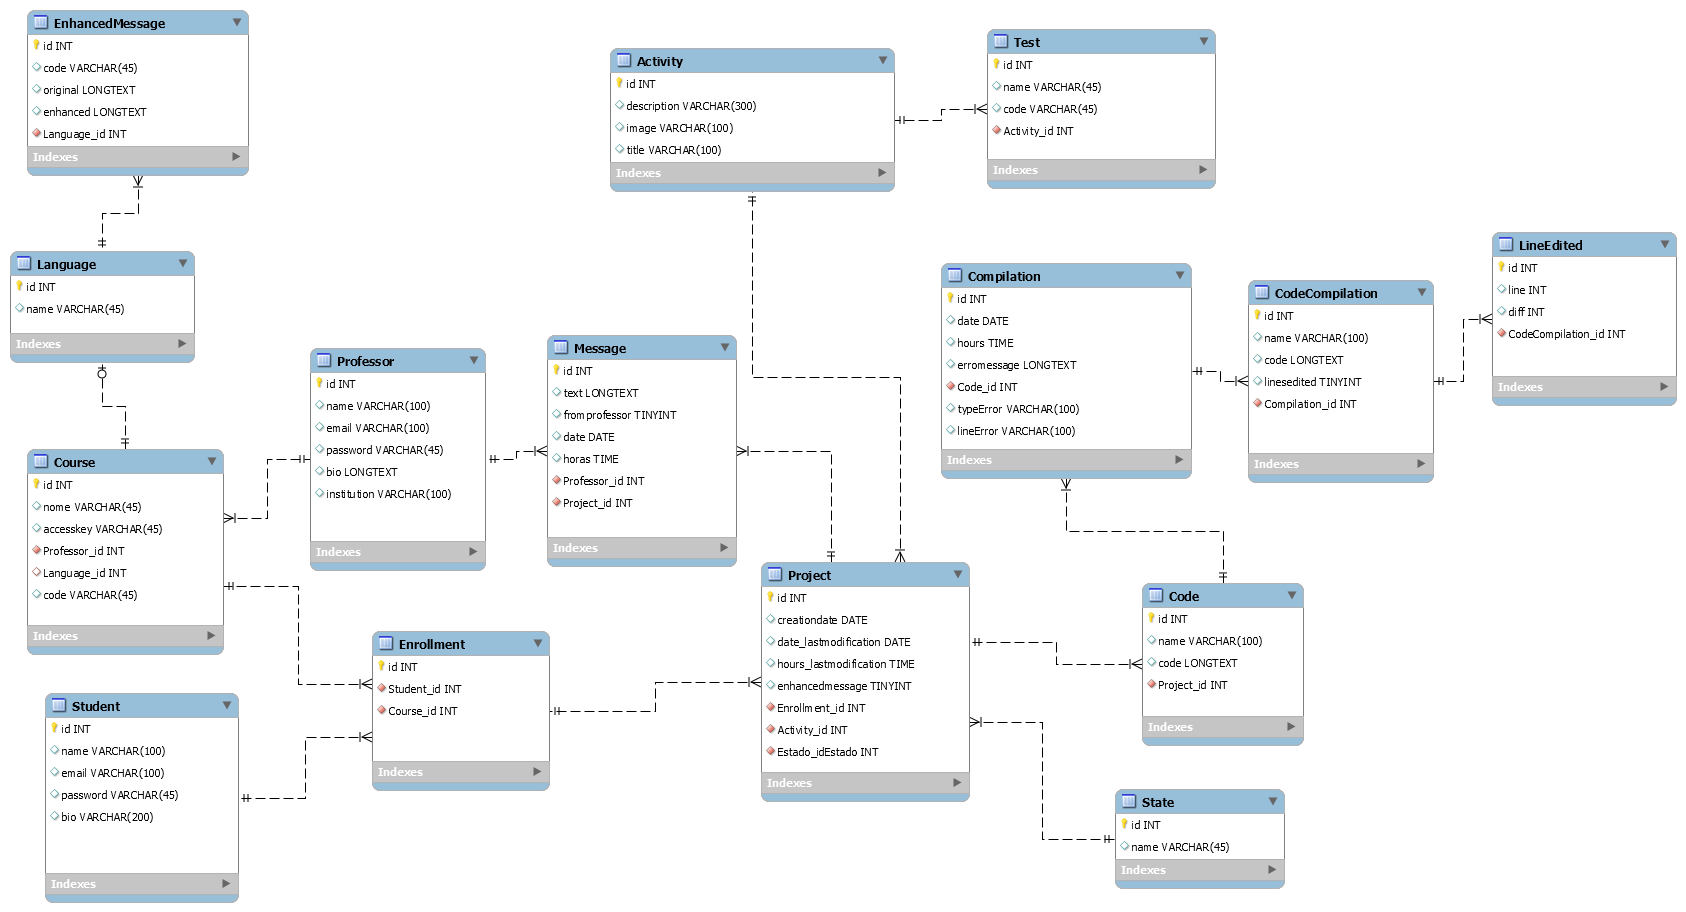 EnhancedMessage
id INT
code VARCHAR(45)
original LONGTEXT
enhanced LONGTEXT
Language_id INT
Indexes
Activity
id INT
description VARCHAR(300)
image VARCHAR(100)
title VARCHAR(100)
Indexes
Test
id INT
name VARCHAR(45)
code VARCHAR(45)
Activity_id INT
Indexes
Language
id INT
name VARCHAR(45)
Indexes
Professor
id INT
name VARCHAR(100)
email VARCHAR(100)
password VARCHAR(45)
bio LONGTEXT
institution VARCHAR(100)
Indexes
Message
id INT
text LONGTEXT
fromprofessor TINYINT
date DATE
horas TIME
Professor_id INT
Project_id INT
Indexes
Compilation
id INT
date DATE
hours TIME
erromessage LONGTEXT
Code_id INT
typeError VARCHAR(100)
lineError VARCHAR(100)
Indexes
CodeCompilation
id INT
name VARCHAR(100)
code LONGTEXT
linesedited TINYINT
Compilation_id INT
Indexes
LineEdited
id INT
line INT
diff INT
CodeCompilation_id INT
Indexes
Course
id INT
nome VARCHAR(45)
accesskey VARCHAR(45)
Professor_id INT
Language_id INT
code VARCHAR(45)
Indexes
Student
id INT
name VARCHAR(100)
email VARCHAR(100)
password VARCHAR(45)
bio VARCHAR(200)
Indexes
Enrollment
id INT
Student_id INT
Course_id INT
Indexes
Project
id INT
creationdate DATE
date_lastmodification DATE
hours_lastmodification TIME
enhancedmessage TINYINT
Enrollment_id INT
Activity_id INT
Estado_idEstado INT
Indexes
Code
id INT
name VARCHAR(100)
code LONGTEXT
Project_id INT
Indexes
State
id INT
name VARCHAR(45)
Indexes